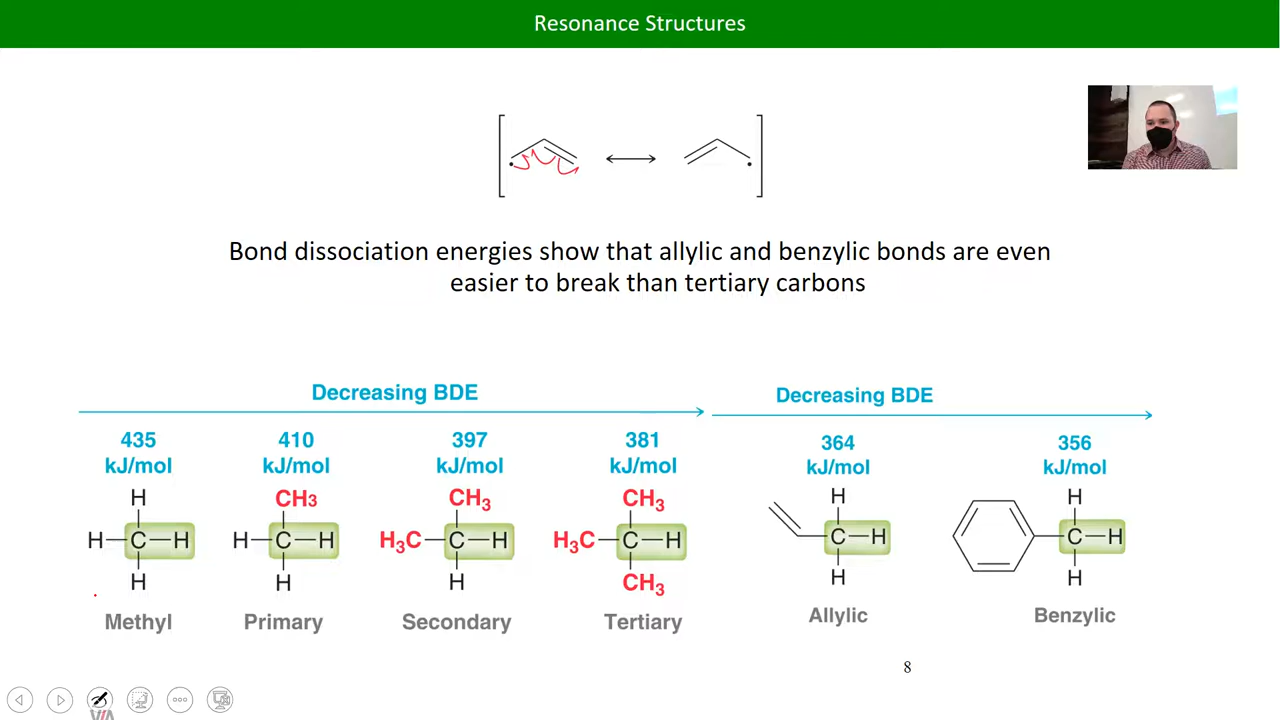 Resonance Structures
Bond dissociation energies show that allylic and benzylic bonds are even
easier to break than tertiary carbons
Decreasing BDE
Decreasing BDE
435
kJ/mol
410
kJ/mol
397
kJ/mol
381
kJ/mol
364
kJ/mol
356
kJ/mol
H
H C H
H
Methyl
CH3
H C H
H
Primary
CH3
H3C C H
H
Secondary
CH3
H3C C H
CH3
Tertiary
H
C H
H
Allylic
H
C H
H
Benzylic
8